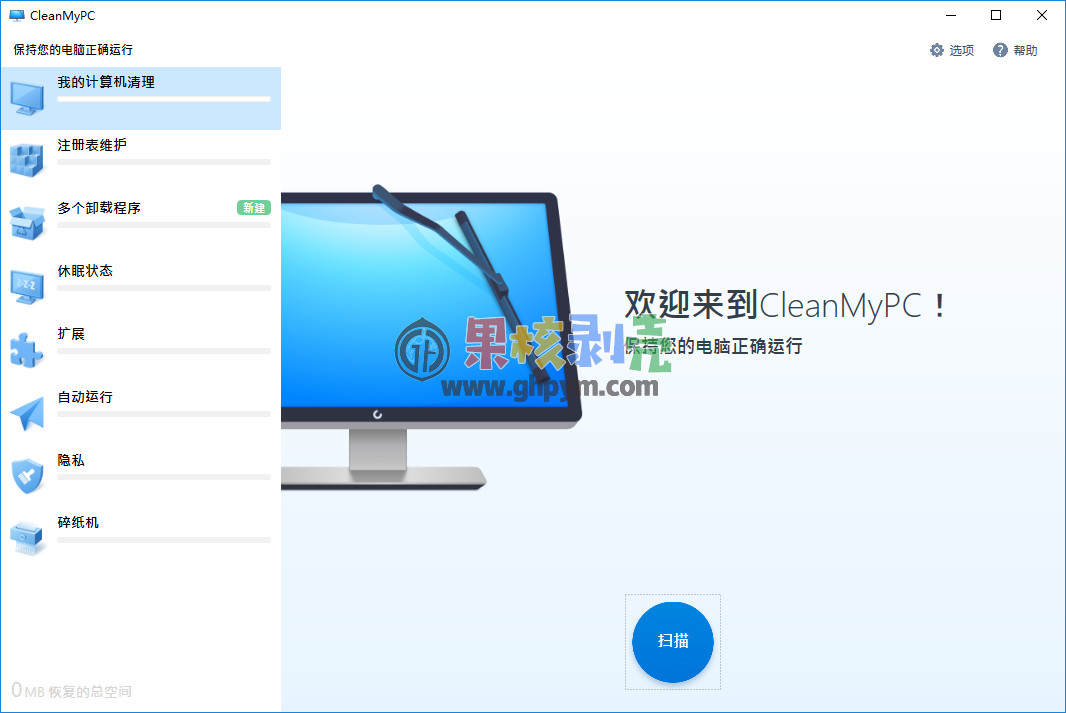 CleanMyPC
保持您的电脑正确运行
选项
帮助
我的计算机清理
注册表维护
多个卸载程序
新建
休眠状态
扩展
自动运行
隐私
碎纸机
0 MB 恢复的总空间
欢迎来到CleanMyPC！
保持您的电脑正确运行
果核剥壳
www.ghpym.com
扫描